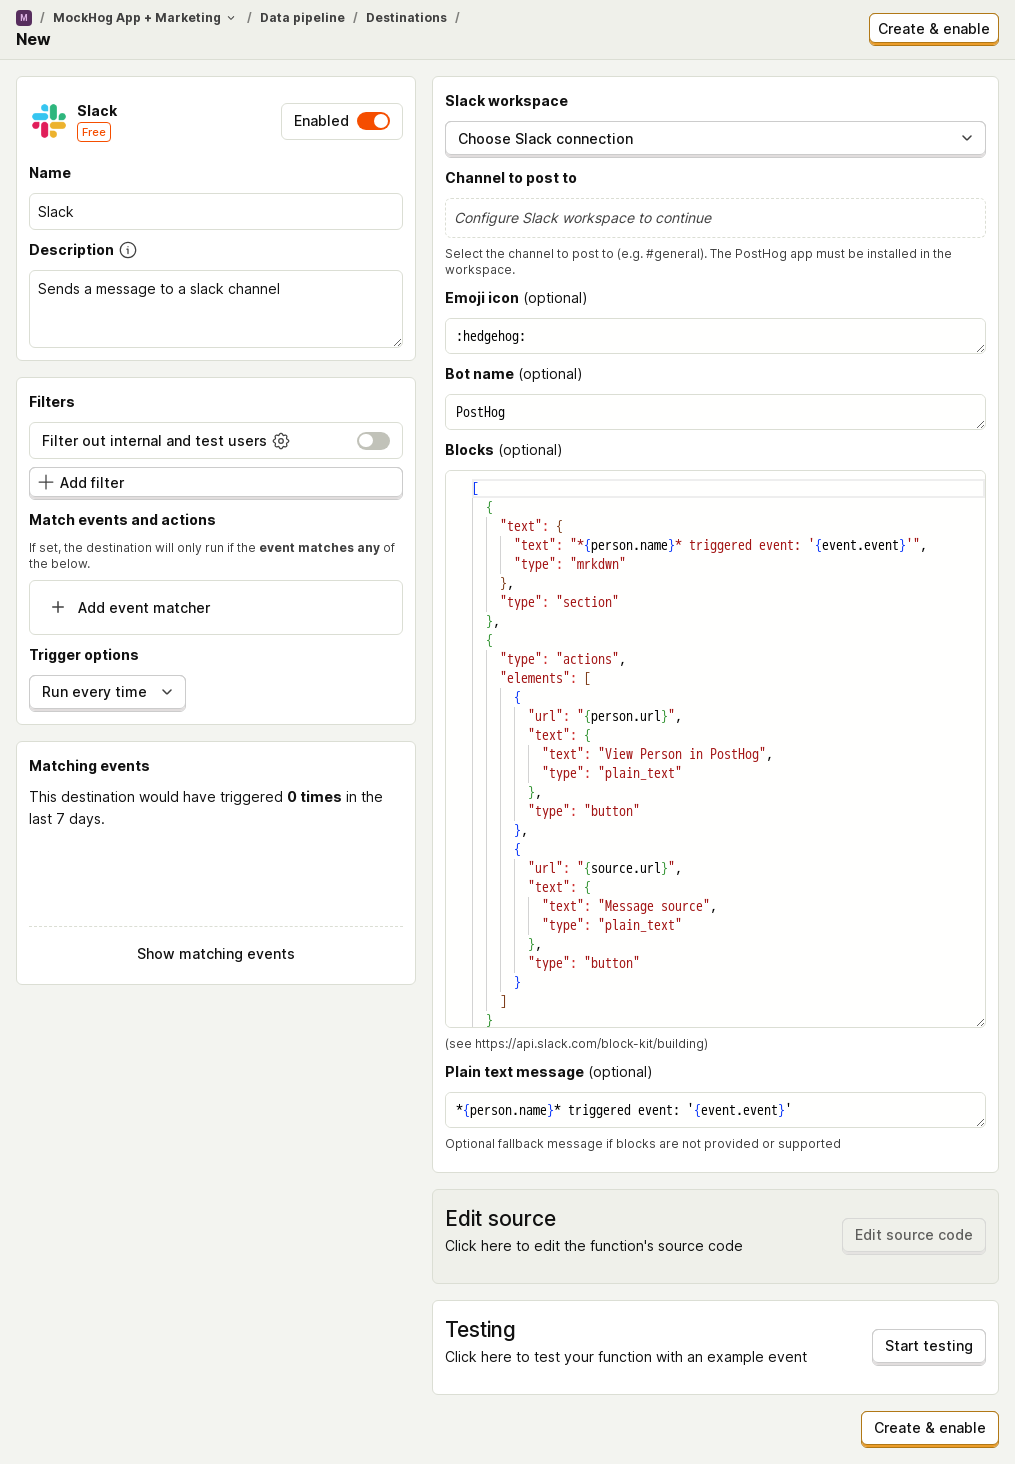 M / MockHog App + Marketing / Data pipeline / Destinations /
New
Create & enable
Slack
Free
Enabled
Name
Slack
Description
Sends a message to a slack channel
Filters
Filter out internal and test users
Add filter
Match events and actions
If set, the destination will only run if the event matches any of
the below.
Add event matcher
Trigger options
Run every time
Matching events
This destination would have triggered 0 times in the
last 7 days.
Show matching events
Slack workspace
Choose Slack connection
Channel to post to
Configure Slack workspace to continue
Select the channel to post to (e.g. #general). The PostHog app must be installed in the
workspace.
Emoji icon (optional)
:hedgehog:
Bot name (optional)
PostHog
Blocks (optional)
[
{
"text": {
"text": "*{person.name}* triggered event: '{event.event}'",
"type": "mrkdwn"
},
"type": "section"
},
{
"type": "actions",
"elements": [
{
"url": "{person.url}",
"text": {
"text": "View Person in PostHog",
"type": "plain_text"
},
"type": "button"
},
{
"url": "{source.url}",
"text": {
"text": "Message source",
"type": "plain_text"
},
"type": "button"
}
]
}
(see https://api.slack.com/block-kit/building)
Plain text message (optional)
*{person.name}* triggered event: '{event.event}'
Optional fallback message if blocks are not provided or supported
Edit source
Click here to edit the function's source code
Edit source code
Testing
Click here to test your function with an example event
Start testing
Create & enable